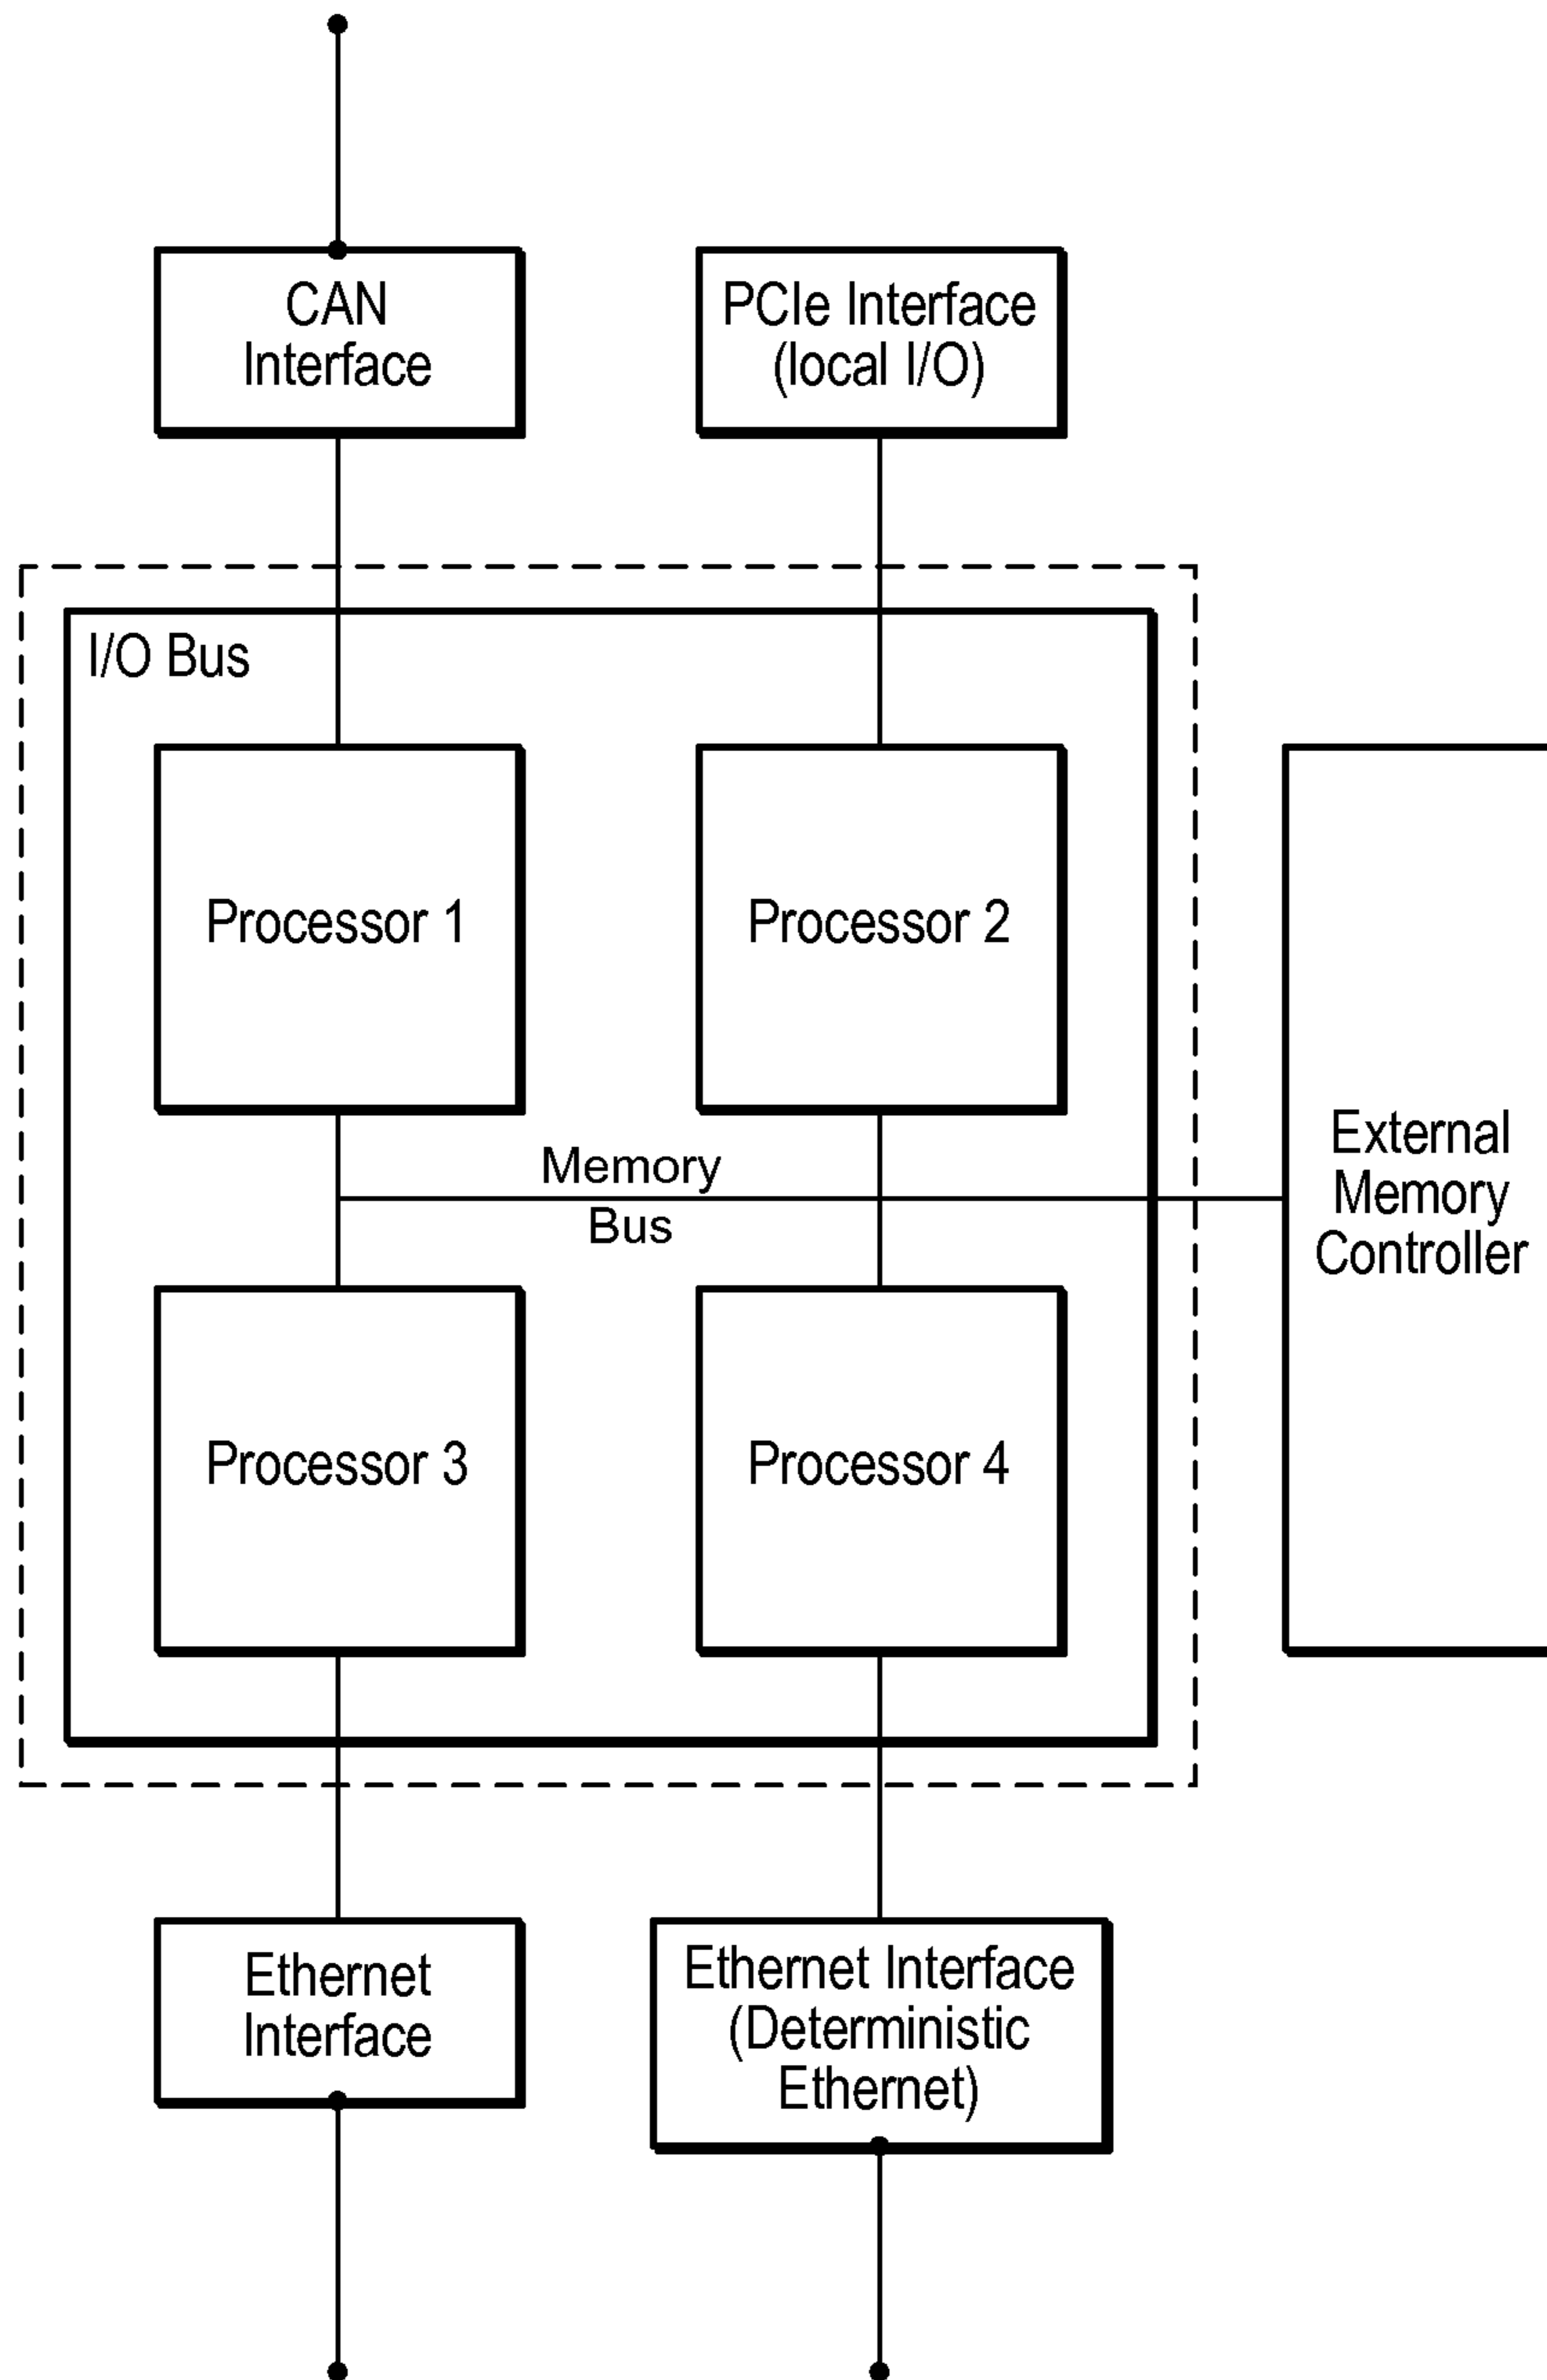 CAN
Interface
PCIe Interface
(local I/O)
I/O Bus
Processor 1
Processor 2
Memory
Bus
External
Memory
Controller
Processor 3
Processor 4
Ethernet
Interface
Ethernet Interface
(Deterministic
Ethernet)